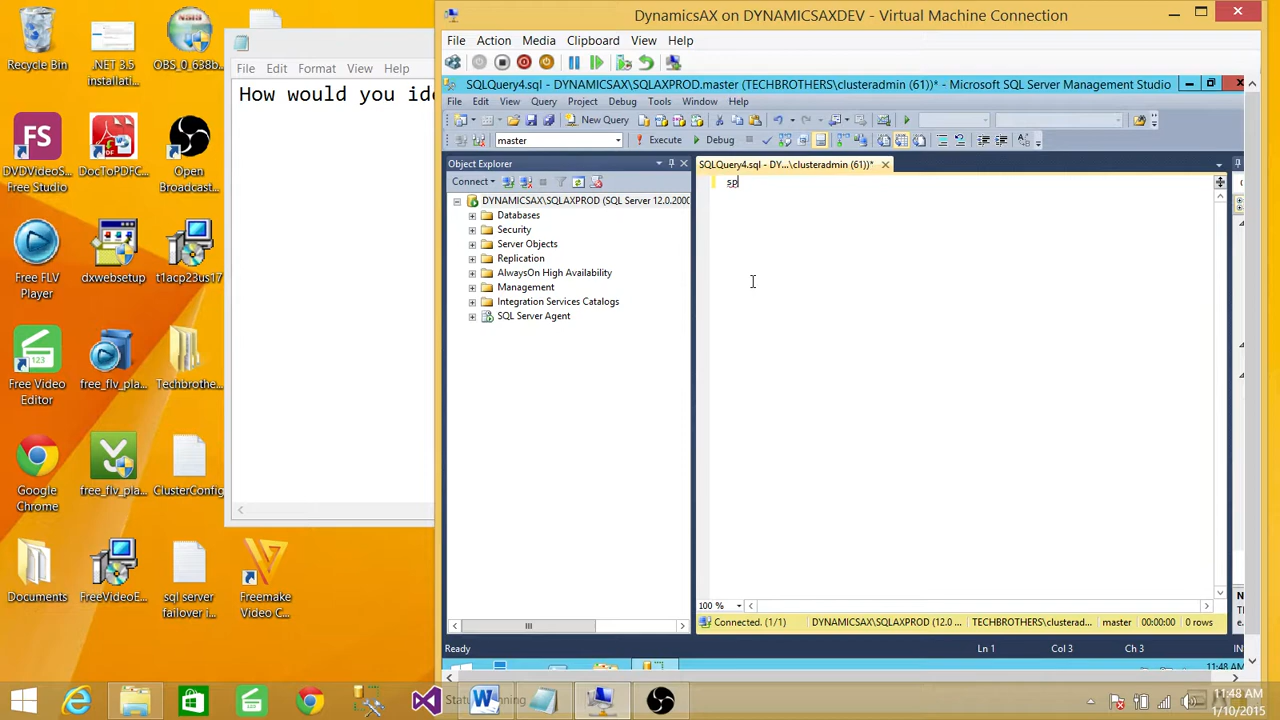 Recycle Bin
.NET 3.5
installati...
OBS_0_638b...
DVDVideoS...
Free Studio
DocToPDFC...
Open
Broadcast...
Free FLV
Player
dxwebsetup
t1acp23us17
Free Video
Editor
free_flv_pla...
Techbrothe...
Google
Chrome
free_flv_pla...
ClusterConfig
Documents
FreeVideoE...
sql server
failover i...
Freemake
Video C...
File Edit Format View Help
How would you ide
DynamicsAX on DYNAMICSAXDEV - Virtual Machine Connection
File Action Media Clipboard View Help
SQLQuery4.sql - DYNAMICSAX\SQLAXPROD.master (TECHBROTHERS\clusteradmin (61))* - Microsoft SQL Server Management Studio
File Edit View Query Project Debug Tools Window Help
New Query
master
Execute Debug
Object Explorer
SQLQuery4.sql - DY...\clusteradmin (61))*
Connect
sp
DYNAMICSAX\SQLAXPROD (SQL Server 12.0.2000
Databases
Security
Server Objects
Replication
AlwaysOn High Availability
Management
Integration Services Catalogs
SQL Server Agent
100 %
Connected. (1/1) DYNAMICSAX\SQLAXPROD (12.0 ... TECHBROTHERS\clusterad... master 00:00:00 0 rows
Ready Ln 1 Col 3 Ch 3
11:48 AM
1/10/2015